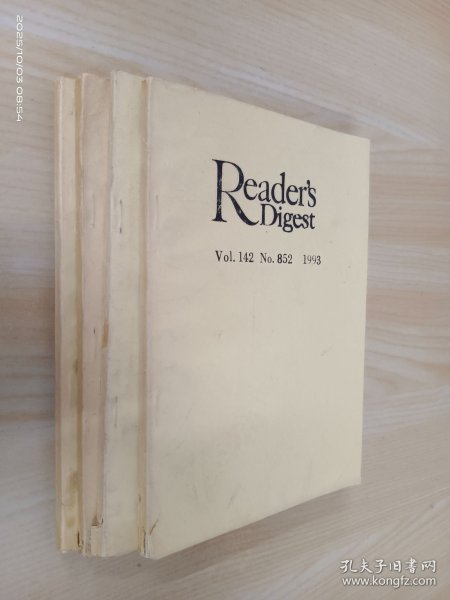 2025/10/03 08:54
Reader's
Digest
Vol. 142 No. 852 1993
孔夫子旧书网
www.kongfz.com